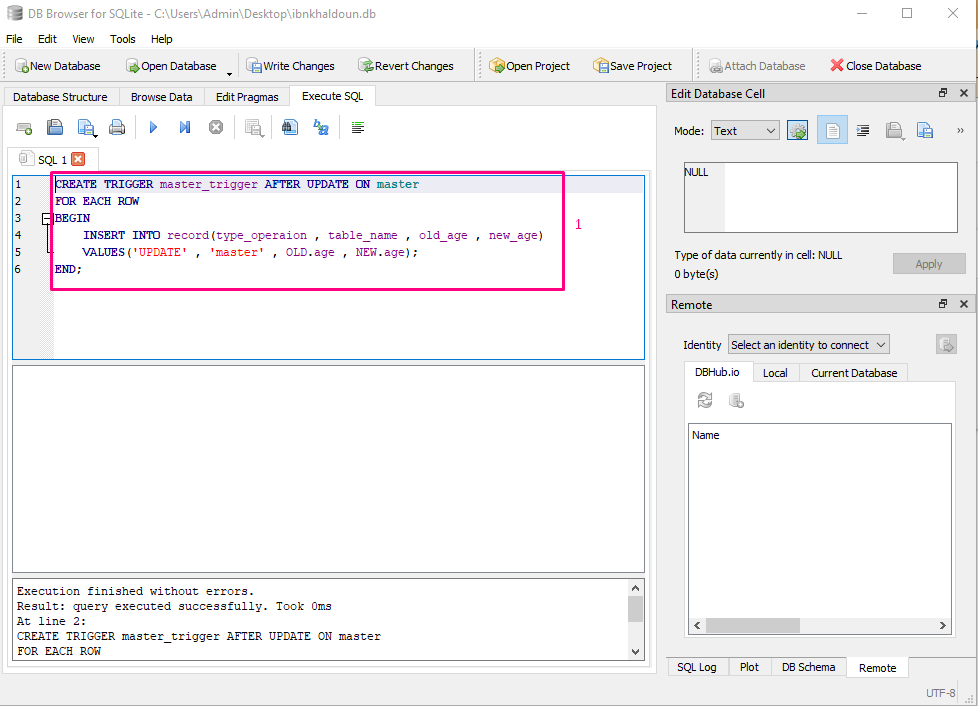 DB Browser for SQLite - C:\Users\Admin\Desktop\ibnkhaldoun.db
File Edit View Tools Help
New Database Open Database Write Changes Revert Changes Open Project Save Project Attach Database Close Database
Database Structure Browse Data Edit Pragmas Execute SQL
SQL 1
1 CREATE TRIGGER master_trigger AFTER UPDATE ON master
2 FOR EACH ROW
3 BEGIN
4 INSERT INTO record(type_operaion , table_name , old_age , new_age)
5 VALUES('UPDATE' , 'master' , OLD.age , NEW.age);
6 END;
1
Execution finished without errors.
Result: query executed successfully. Took 0ms
At line 2:
CREATE TRIGGER master_trigger AFTER UPDATE ON master
FOR EACH ROW
Edit Database Cell
Mode: Text
NULL
Type of data currently in cell: NULL
0 byte(s)
Apply
Remote
Identity Select an identity to connect
DBHub.io Local Current Database
Name
SQL Log Plot DB Schema Remote
UTF-8